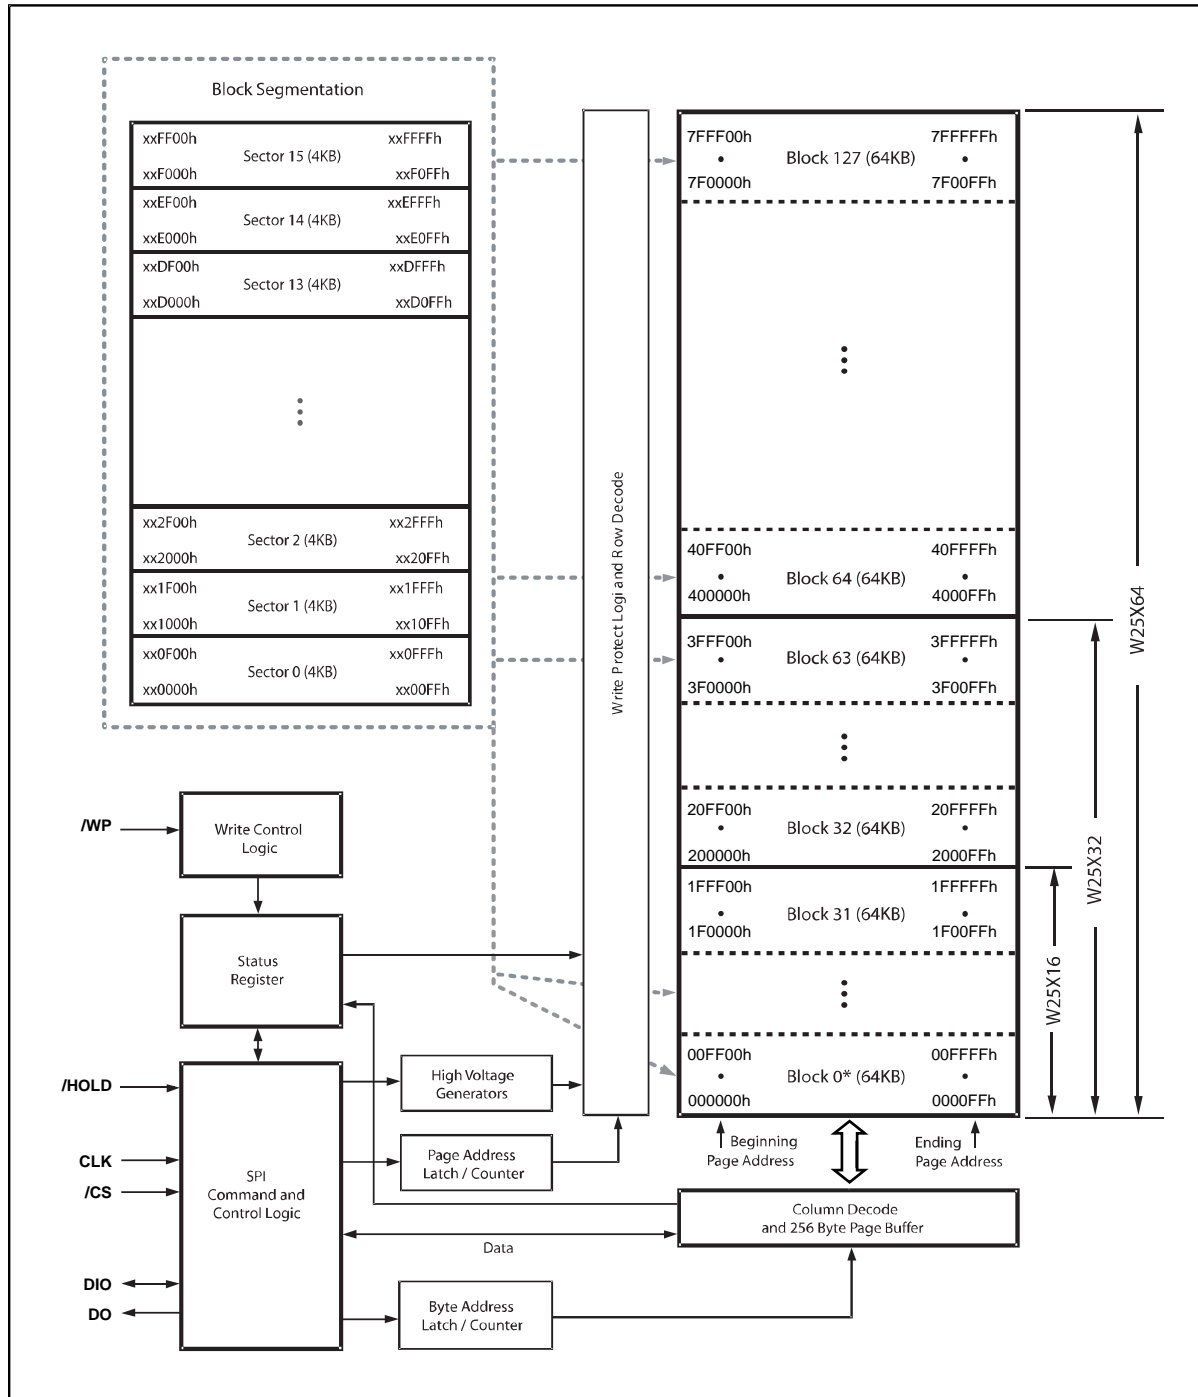 Block Segmentation
xxFF00h xxFFFFh
Sector 15 (4KB)
xxF000h xxF0FFh
xxEF00h xxEFFFh
Sector 14 (4KB)
xxE000h xxE0FFh
xxDF00h xxDFFFh
Sector 13 (4KB)
xxD000h xxD0FFh
xx2F00h xx2FFFh
Sector 2 (4KB)
xx2000h xx20FFh
xx1F00h xx1FFFh
Sector 1 (4KB)
xx1000h xx10FFh
xx0F00h xx0FFFh
Sector 0 (4KB)
xx0000h xx00FFh
Write Protect Logi and Row Decode
7FFF00h 7FFFFFh
Block 127 (64KB)
7F0000h 7F00FFh
40FF00h 40FFFFh
Block 64 (64KB)
400000h 4000FFh
3FFF00h 3FFFFFh
Block 63 (64KB)
3F0000h 3F00FFh
20FF00h 20FFFFh
Block 32 (64KB)
200000h 2000FFh
1FFF00h 1FFFFFh
Block 31 (64KB)
1F0000h 1F00FFh
00FF00h 00FFFFh
Block 0* (64KB)
000000h 0000FFh
Beginning
Page Address
Ending
Page Address
W25X16
W25X32
W25X64
/WP
Write Control
Logic
Status
Register
/HOLD
CLK
/CS
DIO
DO
SPI
Command and
Control Logic
High Voltage
Generators
Page Address
Latch / Counter
Column Decode
and 256 Byte Page Buffer
Data
Byte Address
Latch / Counter